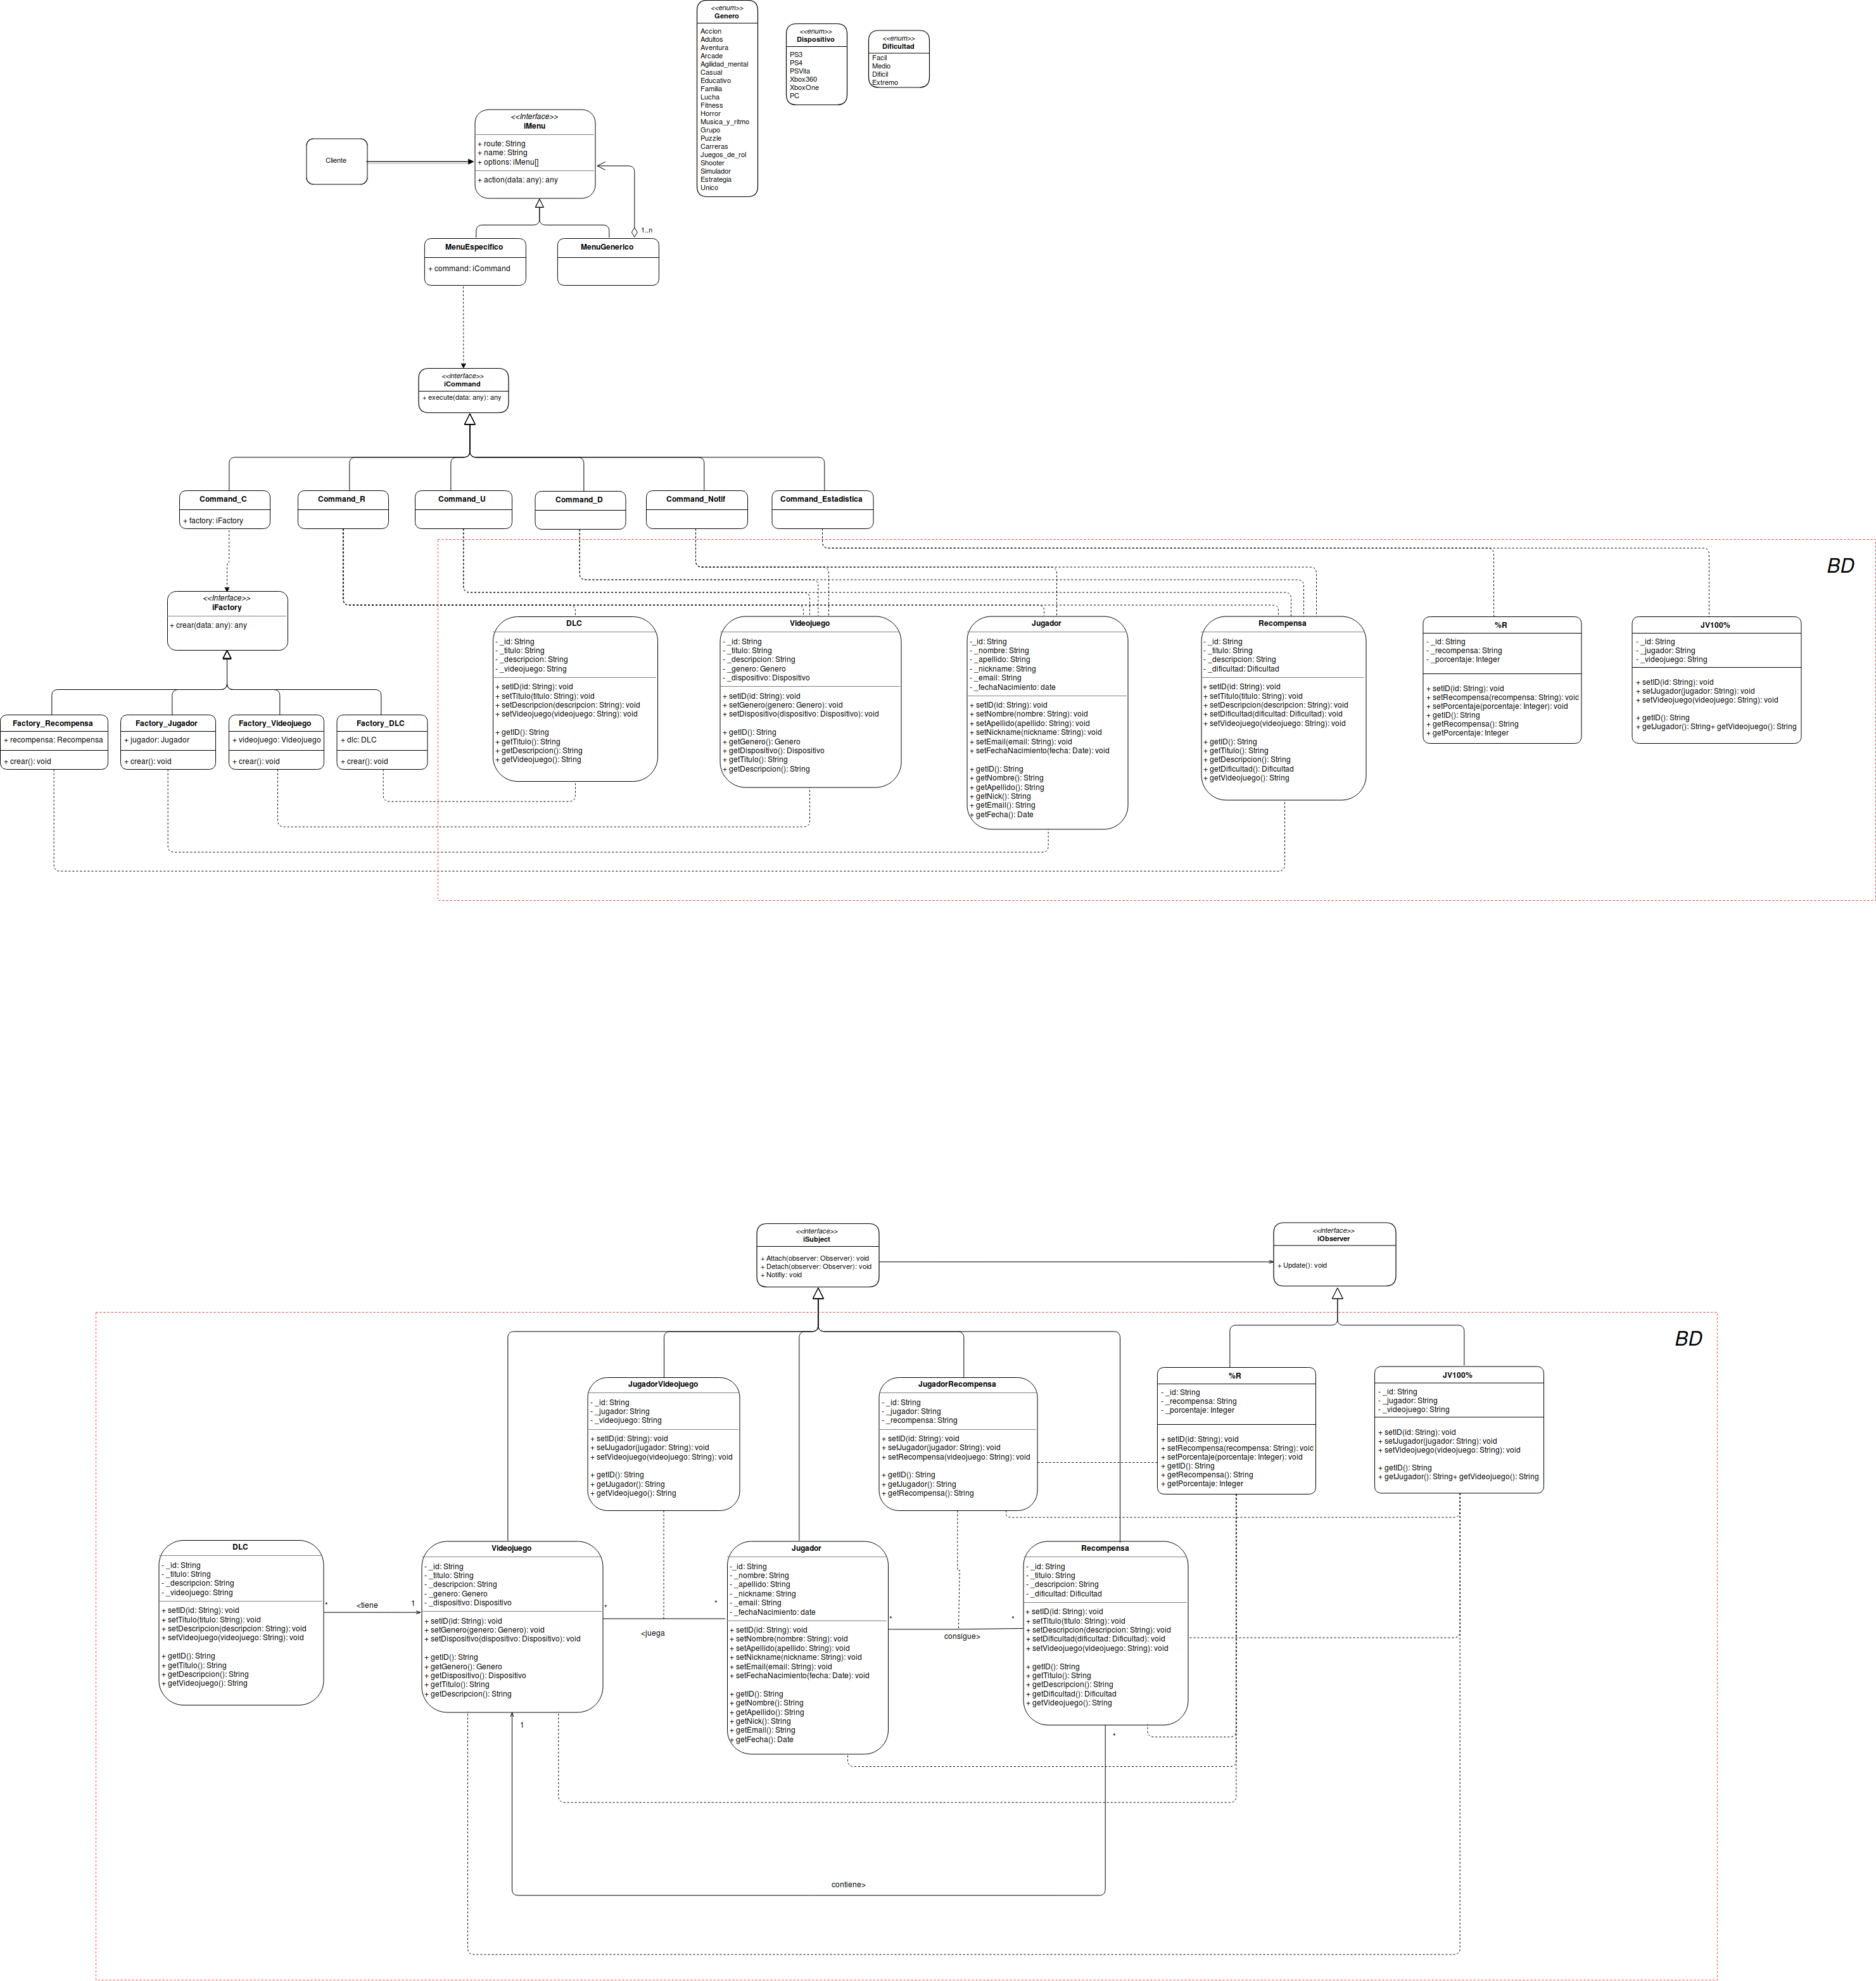 <<enum>>
Genero
Accion
Adultos
Aventura
Arcade
Agilidad_mental
Casual
Educativo
Familia
Lucha
Fitness
Horror
Musica_y_ritmo
Grupo
Puzzle
Carreras
Juegos_de_rol
Shooter
Simulador
Estrategia
Unico
<<enum>>
Dispositivo
PS3
PS4
PSVita
Xbox360
XboxOne
PC
<<enum>>
Dificultad
Facil
Medio
Dificil
Extremo
Cliente
<<Interface>>
iMenu
+ route: String
+ name: String
+ options: iMenu[]
+ action(data: any): any
1..n
MenuEspecifico
+ command: iCommand
MenuGenerico
<<interface>>
iCommand
+ execute(data: any): any
Command_C
+ factory: iFactory
Command_R
Command_U
Command_D
Command_Notif
Command_Estadistica
BD
<<Interface>>
iFactory
+ crear(data: any): any
Factory_Recompensa
+ recompensa: Recompensa
+ crear(): void
Factory_Jugador
+ jugador: Jugador
+ crear(): void
Factory_Videojuego
+ videojuego: Videojuego
+ crear(): void
Factory_DLC
+ dlc: DLC
+ crear(): void
DLC
- _id: String
- _titulo: String
- _descripcion: String
- _videojuego: String
+ setID(id: String): void
+ setTitulo(titulo: String): void
+ setDescripcion(descripcion: String): void
+ setVideojuego(videojuego: String): void
+ getID(): String
+ getTitulo(): String
+ getDescripcion(): String
+ getVideojuego(): String
Videojuego
- _id: String
- _titulo: String
- _descripcion: String
- _genero: Genero
- _dispositivo: Dispositivo
+ setID(id: String): void
+ setGenero(genero: Genero): void
+ setDispositivo(dispositivo: Dispositivo): void
+ getID(): String
+ getGenero(): Genero
+ getDispositivo(): Dispositivo
+ getTitulo(): String
+ getDescripcion(): String
Jugador
- _id: String
- _nombre: String
- _apellido: String
- _nickname: String
- _email: String
- _fechaNacimiento: date
+ setID(id: String): void
+ setNombre(nombre: String): void
+ setApellido(apellido: String): void
+ setNickname(nickname: String): void
+ setEmail(email: String): void
+ setFechaNacimiento(fecha: Date): void
+ getID(): String
+ getNombre(): String
+ getApellido(): String
+ getNick(): String
+ getEmail(): String
+ getFecha(): Date
Recompensa
- _id: String
- _titulo: String
- _descripcion: String
- _dificultad: Dificultad
+ setID(id: String): void
+ setTitulo(titulo: String): void
+ setDescripcion(descripcion: String): void
+ setDificultad(dificultad: Dificultad): void
+ setVideojuego(videojuego: String): void
+ getID(): String
+ getTitulo(): String
+ getDescripcion(): String
+ getDificultad(): Dificultad
+ getVideojuego(): String
%R
- _id: String
- _recompensa: String
- _porcentaje: Integer
+ setID(id: String): void
+ setRecompensa(recompensa: String): void
+ setPorcentaje(porcentaje: Integer): void
+ getID(): String
+ getRecompensa(): String
+ getPorcentaje: Integer
JV100%
- _id: String
- _jugador: String
- _videojuego: String
+ setID(id: String): void
+ setJugador(jugador: String): void
+ setVideojuego(videojuego: String): void
+ getID(): String
+ getJugador(): String+ getVideojuego(): String
<<interface>>
iSubject
+ Attach(observer: Observer): void
+ Detach(observer: Observer): void
+ Notifiy: void
<<interface>>
iObserver
+ Update(): void
BD
JugadorVideojuego
- _id: String
- _jugador: String
- _videojuego: String
+ setID(id: String): void
+ setJugador(jugador: String): void
+ setVideojuego(videojuego: String): void
+ getID(): String
+ getJugador(): String
+ getVideojuego(): String
JugadorRecompensa
- _id: String
- _jugador: String
- _recompensa: String
+ setID(id: String): void
+ setJugador(jugador: String): void
+ setRecompensa(videojuego: String): void
+ getID(): String
+ getJugador(): String
+ getRecompensa(): String
%R
- _id: String
- _recompensa: String
- _porcentaje: Integer
+ setID(id: String): void
+ setRecompensa(recompensa: String): void
+ setPorcentaje(porcentaje: Integer): void
+ getID(): String
+ getRecompensa(): String
+ getPorcentaje: Integer
JV100%
- _id: String
- _jugador: String
- _videojuego: String
+ setID(id: String): void
+ setJugador(jugador: String): void
+ setVideojuego(videojuego: String): void
+ getID(): String
+ getJugador(): String+ getVideojuego(): String
DLC
- _id: String
- _titulo: String
- _descripcion: String
- _videojuego: String
+ setID(id: String): void
+ setTitulo(titulo: String): void
+ setDescripcion(descripcion: String): void
+ setVideojuego(videojuego: String): void
+ getID(): String
+ getTitulo(): String
+ getDescripcion(): String
+ getVideojuego(): String
*
<tiene
1
Videojuego
- _id: String
- _titulo: String
- _descripcion: String
- _genero: Genero
- _dispositivo: Dispositivo
+ setID(id: String): void
+ setGenero(genero: Genero): void
+ setDispositivo(dispositivo: Dispositivo): void
+ getID(): String
+ getGenero(): Genero
+ getDispositivo(): Dispositivo
+ getTitulo(): String
+ getDescripcion(): String
*
<juega
*
Jugador
- _id: String
- _nombre: String
- _apellido: String
- _nickname: String
- _email: String
- _fechaNacimiento: date
+ setID(id: String): void
+ setNombre(nombre: String): void
+ setApellido(apellido: String): void
+ setNickname(nickname: String): void
+ setEmail(email: String): void
+ setFechaNacimiento(fecha: Date): void
+ getID(): String
+ getNombre(): String
+ getApellido(): String
+ getNick(): String
+ getEmail(): String
+ getFecha(): Date
*
consigue>
*
Recompensa
- _id: String
- _titulo: String
- _descripcion: String
- _dificultad: Dificultad
+ setID(id: String): void
+ setTitulo(titulo: String): void
+ setDescripcion(descripcion: String): void
+ setDificultad(dificultad: Dificultad): void
+ setVideojuego(videojuego: String): void
+ getID(): String
+ getTitulo(): String
+ getDescripcion(): String
+ getDificultad(): Dificultad
+ getVideojuego(): String
1
*
contiene>